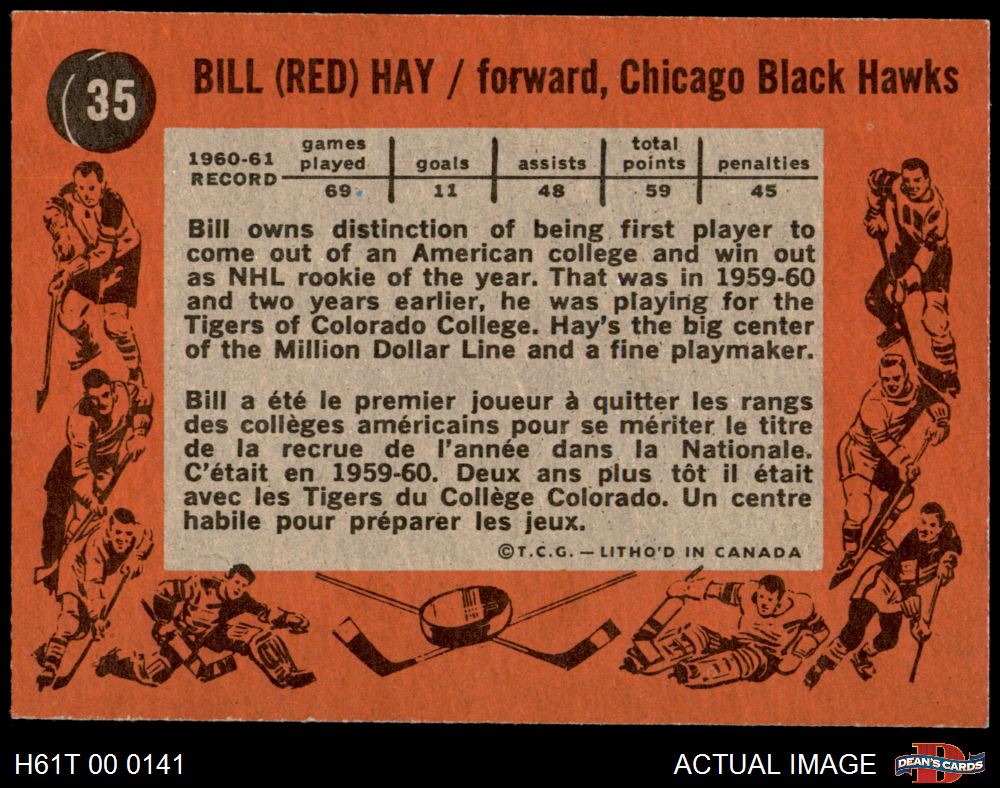 35
BILL (RED) HAY / forward, Chicago Black Hawks
1960-61 RECORD games played goals assists total points penalties
69 11 48 59 45
Bill owns distinction of being first player to
come out of an American college and win out
as NHL rookie of the year. That was in 1959-60
and two years earlier, he was playing for the
Tigers of Colorado College. Hay's the big center
of the Million Dollar Line and a fine playmaker.
Bill a été le premier joueur à quitter les rangs
des collèges américains pour se mériter le titre
de la recrue de l'année dans la Nationale.
C'était en 1959-60. Deux ans plus tôt il était
avec les Tigers du Collège Colorado. Un centre
habile pour préparer les jeux.
©T.C.G. — LITHO'D IN CANADA
H61T 00 0141 ACTUAL IMAGE D DEAN'S CARDS